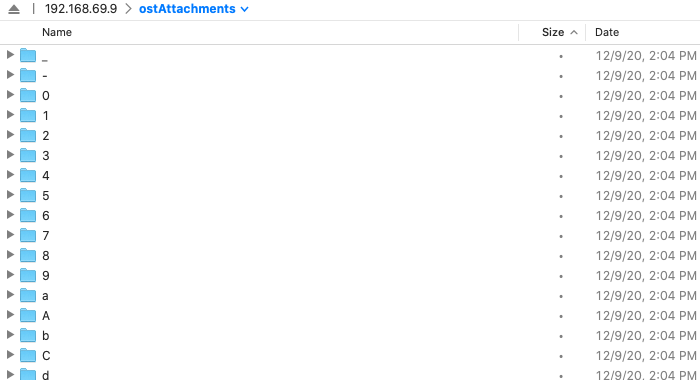 192.168.69.9 > ostAttachments
Name Size Date
_ • 12/9/20, 2:04 PM
- • 12/9/20, 2:04 PM
0 • 12/9/20, 2:04 PM
1 • 12/9/20, 2:04 PM
2 • 12/9/20, 2:04 PM
3 • 12/9/20, 2:04 PM
4 • 12/9/20, 2:04 PM
5 • 12/9/20, 2:04 PM
6 • 12/9/20, 2:04 PM
7 • 12/9/20, 2:04 PM
8 • 12/9/20, 2:04 PM
9 • 12/9/20, 2:04 PM
a • 12/9/20, 2:04 PM
A • 12/9/20, 2:04 PM
b • 12/9/20, 2:04 PM
C • 12/9/20, 2:04 PM
d • 12/9/20, 2:04 PM